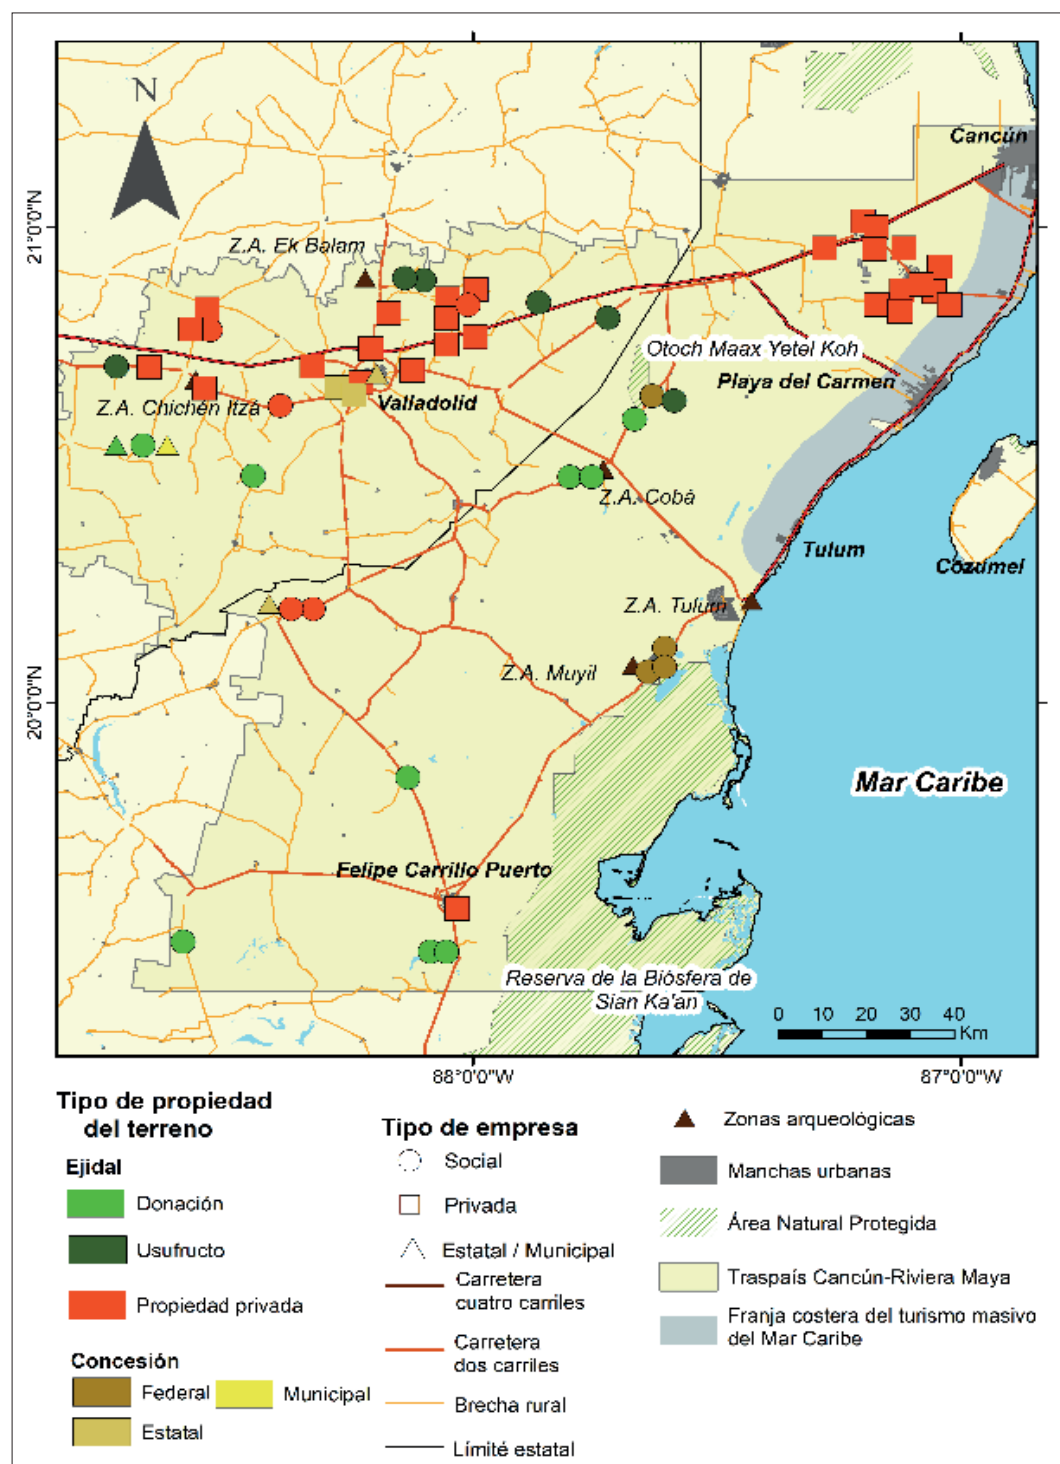 N
Cancún
21°0'0"N
Z.A. Ek Balam
Otoch Maax Yetel Koh
Playa del Carmen
Z.A. Chichén Itzá
Valladolid
Z.A. Cobá
Tulum
Cozumel
Z.A. Tulum
Z.A. Muyil
20°0'0"N
Mar Caribe
Felipe Carrillo Puerto
Reserva de la Biósfera de
Sian Ka'an
0 10 20 30 40
Km
88°0'0"W
87°0'0"W
Tipo de propiedad
del terreno
Ejidal
Donación
Usufructo
Propiedad privada
Concesión
Federal
Municipal
Estatal
Tipo de empresa
Social
Privada
Estatal / Municipal
Carretera
cuatro carriles
Carretera
dos carriles
Brecha rural
Límité estatal
Zonas arqueológicas
Manchas urbanas
Área Natural Protegida
Traspaís Cancún-Riviera Maya
Franja costera del turismo masivo
del Mar Caribe